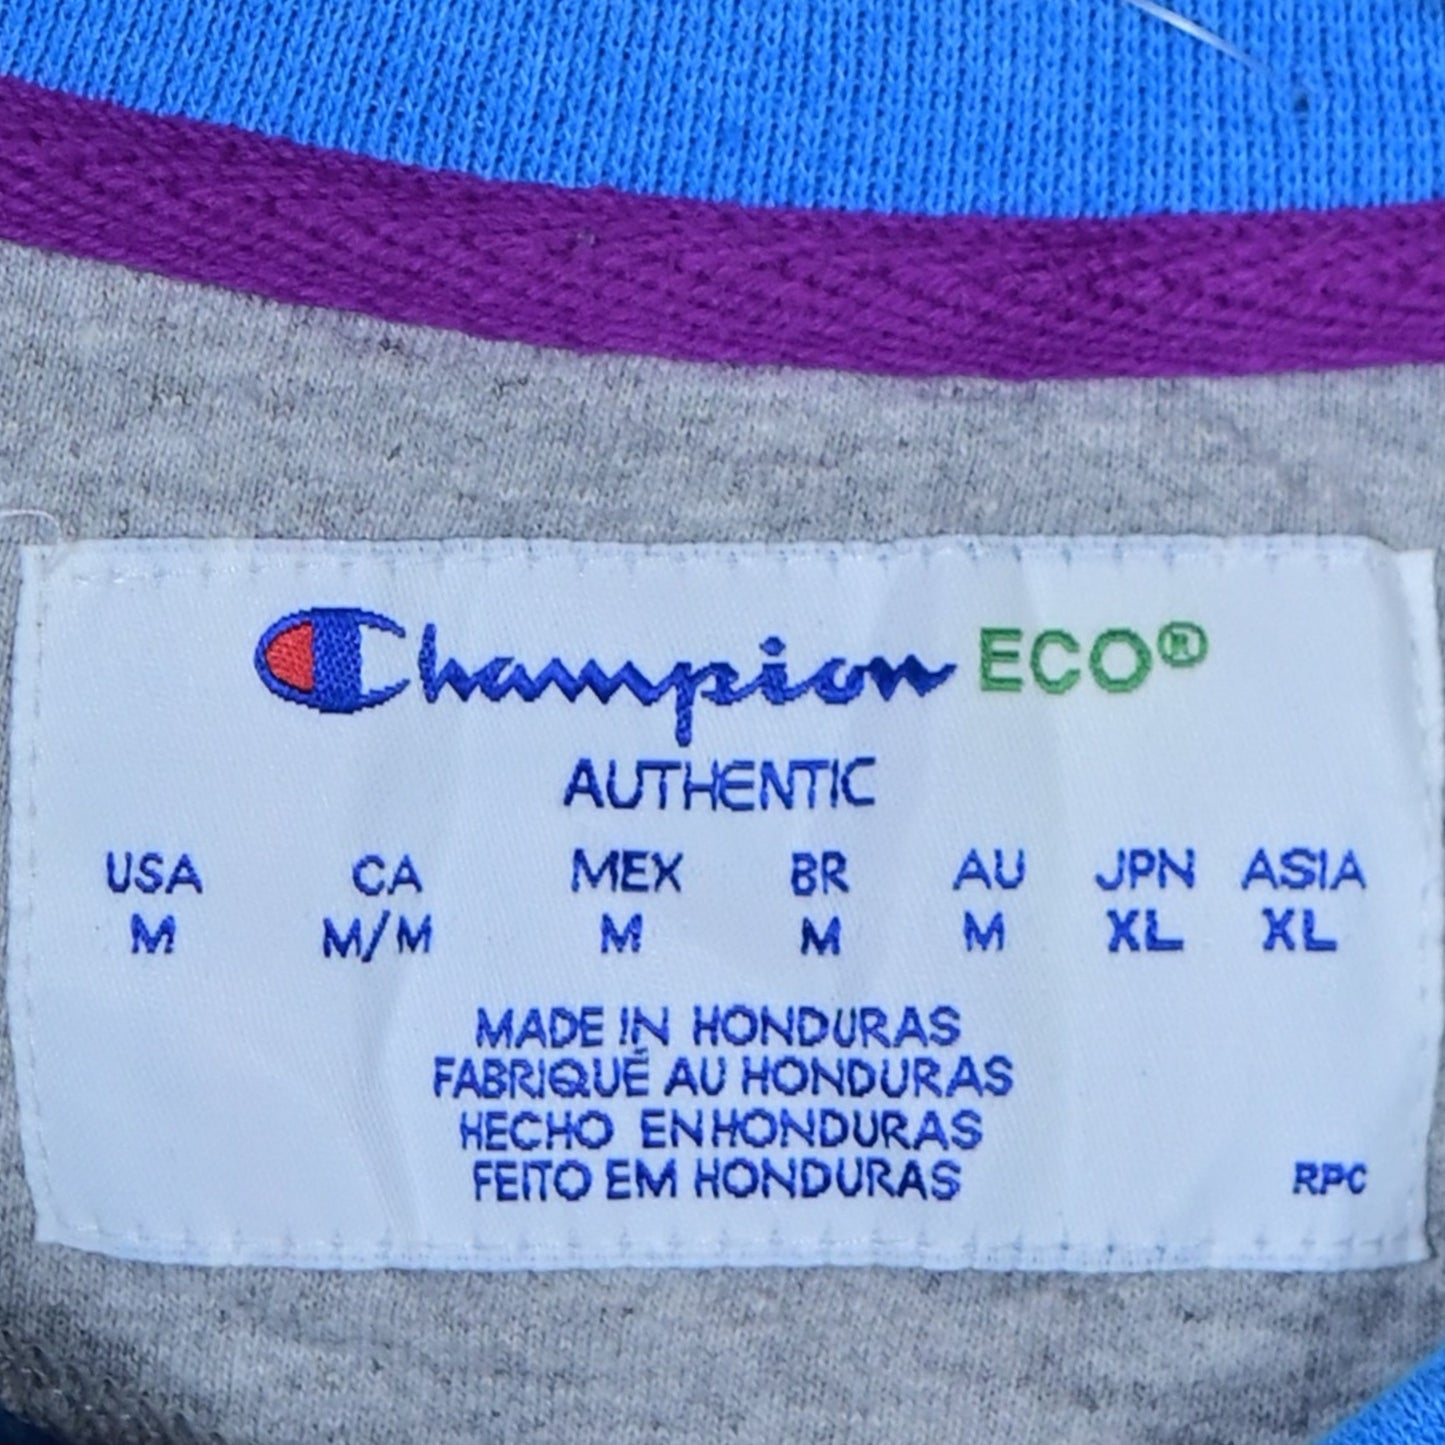 Champion ECO®
AUTHENTIC
USA CA MEX BR AU JPN ASIA
M M/M M M M XL XL
MADE IN HONDURAS
FABRIQUÉ AU HONDURAS
HECHO EN HONDURAS
FEITO EM HONDURAS
RPC